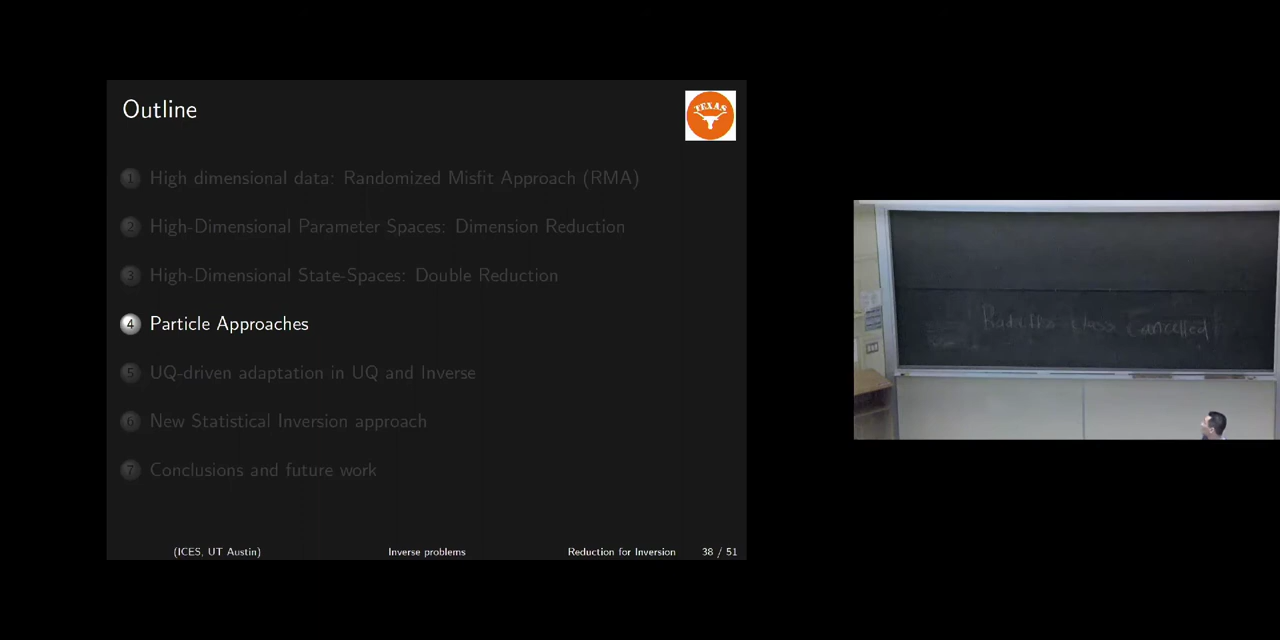 Outline
TEXAS
1 High dimensional data: Randomized Misfit Approach (RMA)
2 High-Dimensional Parameter Spaces: Dimension Reduction
3 High-Dimensional State-Spaces: Double Reduction
4 Particle Approaches
5 UQ-driven adaptation in UQ and Inverse
6 New Statistical Inversion approach
7 Conclusions and future work
(ICES, UT Austin) Inverse problems Reduction for Inversion 38 / 51
class Cancelled